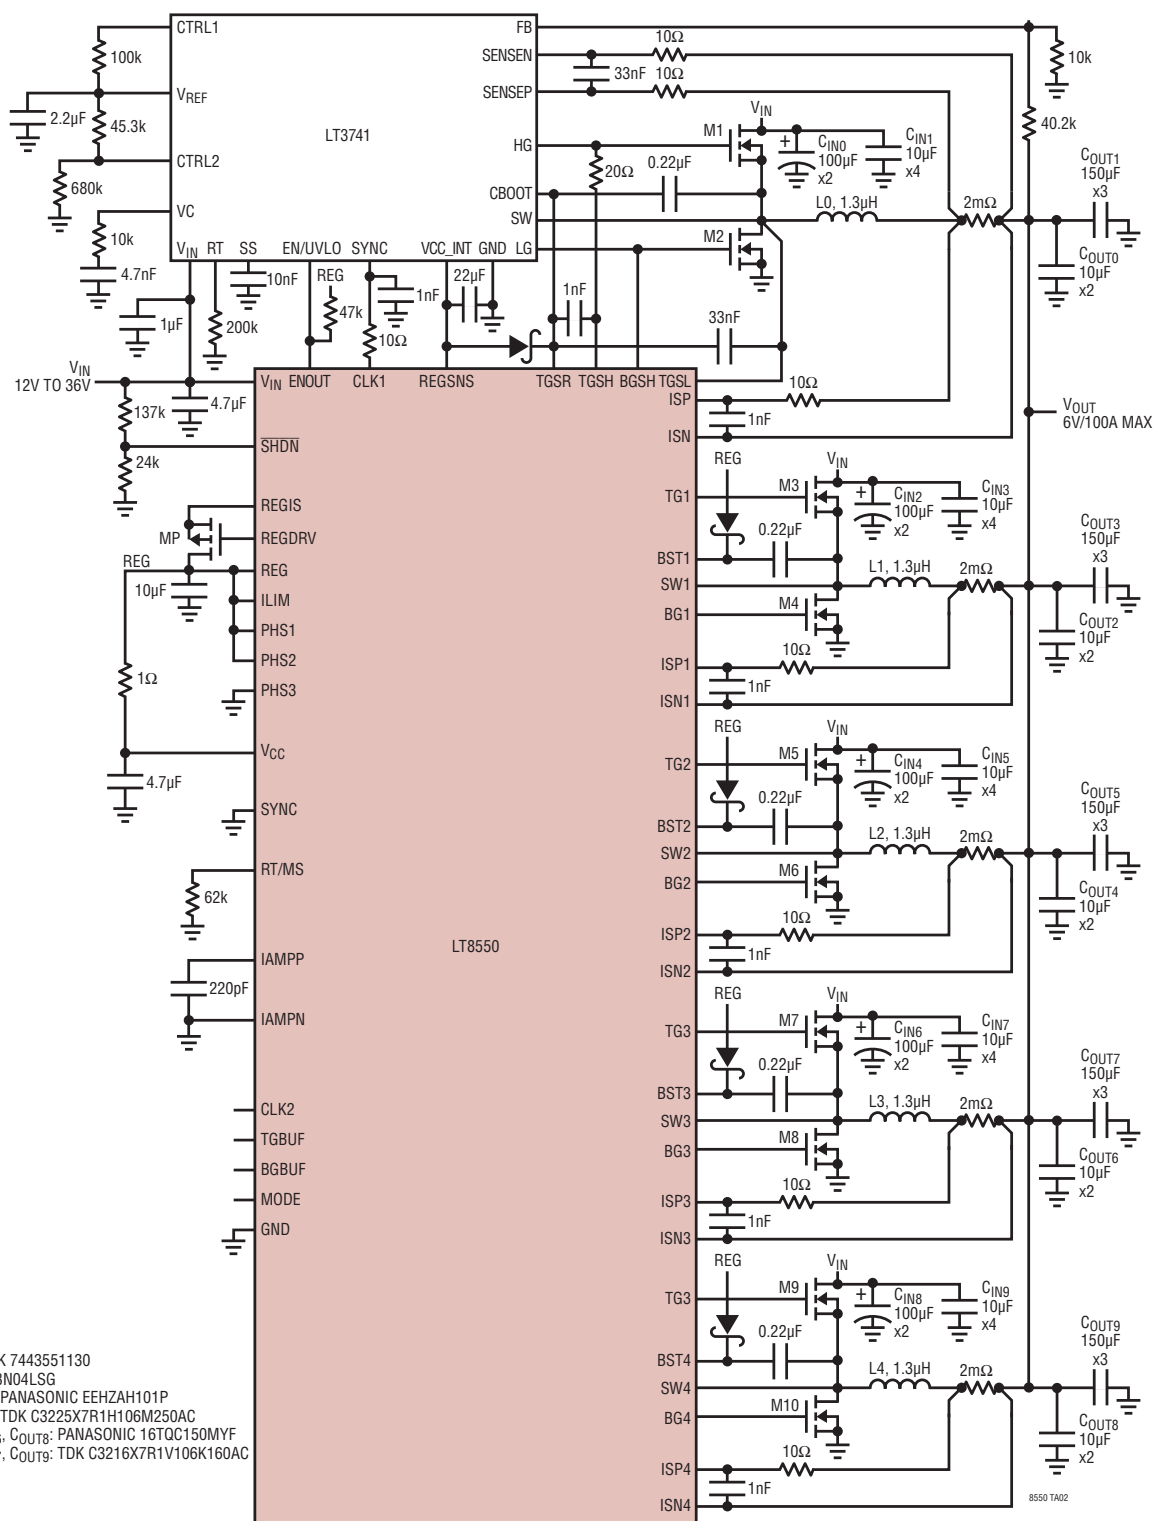 CTRL1
FB
10Ω
100k
SENSEN
10k
33nF
10Ω
VREF
SENSEP
2.2µF
45.3k
VIN
LT3741
M1
+
CIN0
100µF
x2
CIN1
10µF
x4
40.2k
HG
CTRL2
20Ω
0.22µF
COUT1
150µF
x3
680k
CBOOT
L0, 1.3µH
2mΩ
VC
SW
10k
M2
VIN
RT
SS
EN/UVLO
SYNC
VCC_INT
GND
LG
COUT0
10µF
x2
4.7nF
10nF
REG
1nF
22µF
1nF
47k
33nF
1µF
200k
10Ω
VIN
12V TO 36V
VIN
ENOUT
CLK1
REGSNS
TGSR
TGSH
BGSH
TGSL
10Ω
4.7µF
ISP
137k
1nF
VOUT
6V/100A MAX
SHDN
ISN
24k
REG
VIN
M3
+
CIN2
100µF
x2
CIN3
10µF
x4
TG1
REGIS
MP
REGDRV
0.22µF
COUT3
150µF
x3
BST1
REG
REG
L1, 1.3µH
2mΩ
10µF
SW1
ILIM
M4
BG1
PHS1
COUT2
10µF
x2
10Ω
PHS2
ISP1
1Ω
1nF
PHS3
ISN1
REG
VIN
VCC
M5
+
CIN4
100µF
x2
CIN5
10µF
x4
TG2
4.7µF
0.22µF
COUT5
150µF
x3
SYNC
BST2
L2, 1.3µH
2mΩ
SW2
RT/MS
M6
BG2
62k
COUT4
10µF
x2
10Ω
ISP2
LT8550
1nF
IAMPP
ISN2
220pF
REG
VIN
IAMPN
M7
+
CIN6
100µF
x2
CIN7
10µF
x4
TG3
0.22µF
COUT7
150µF
x3
BST3
CLK2
L3, 1.3µH
2mΩ
SW3
TGBUF
M8
BG3
BGBUF
COUT6
10µF
x2
10Ω
MODE
ISP3
1nF
GND
ISN3
REG
VIN
M9
+
CIN8
100µF
x2
CIN9
10µF
x4
TG3
0.22µF
COUT9
150µF
x3
BST4
L4, 1.3µH
2mΩ
SW4
M10
BG4
COUT8
10µF
x2
10Ω
ISP4
1nF
ISN4
8550 TA02
7443551130
PANASONIC EEHZAH101P
TDK C3225X7R1H106M250AC
, COUT8: PANASONIC 16TQC150MYF
, COUT9: TDK C3216X7R1V106K160AC